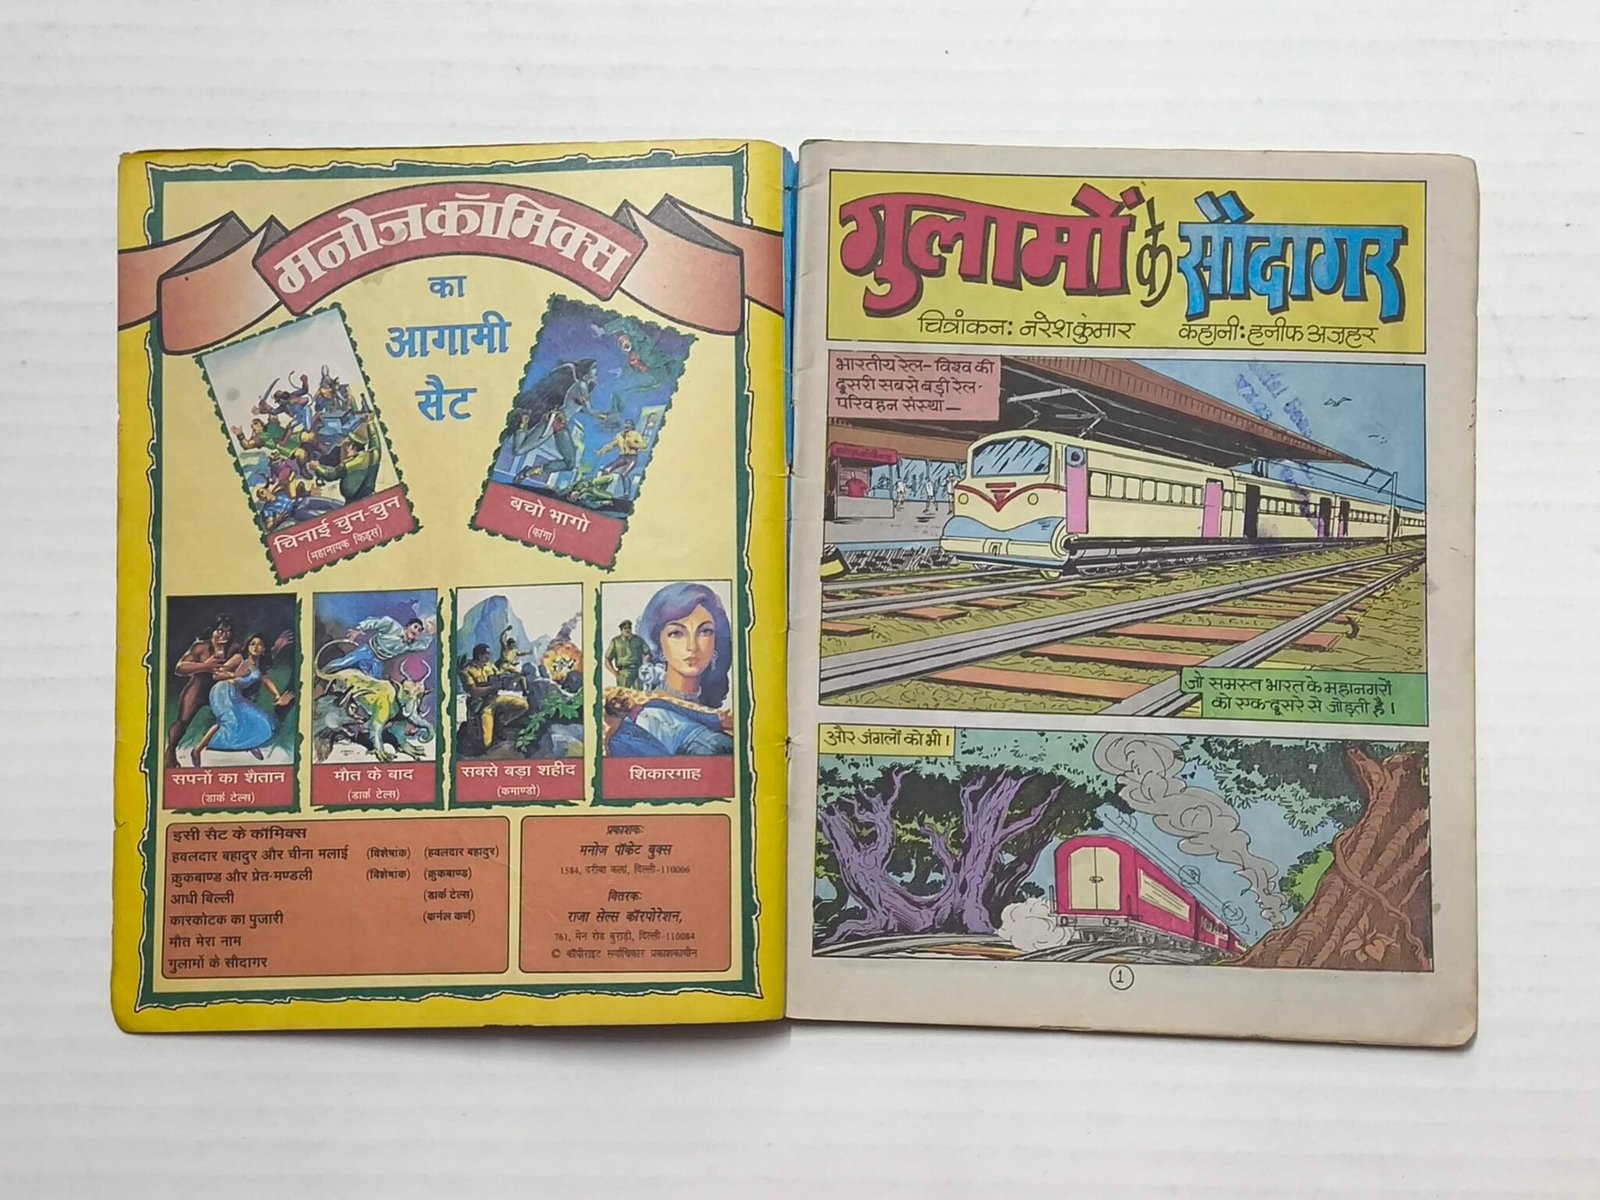 मनोज कॉमिक्स
का
आगामी
सैट
चिनाई चुन-चुन
(महानायक किड्स)
बचो भागो
(कांगा)
सपनों का शैतान
(डार्क टेल्स)
मौत के बाद
(डार्क टेल्स)
सबसे बड़ा शहीद
(कमाण्डो)
शिकारगाह
इसी सैट के कॉमिक्स
हवलदार बहादुर और चीना मलाई (विशेषांक) (हवलदार बहादुर)
क्रुकबाण्ड और प्रेत-मण्डली (विशेषांक) (क्रुकबाण्ड)
आधी बिल्ली (डार्क टेल्स)
कारकोटक का पुजारी (कर्नल कर्ण)
मौत मेरा नाम
गुलामों के सौदागर
प्रकाशकः
मनोज पॉकेट बुक्स
1584, दरीबा कलां, दिल्ली-110006
वितरकः
राजा सेल्स कॉरपोरेशन,
761, मेन रोड बुराड़ी, दिल्ली-110084
© कॉपीराइट सर्वाधिकार प्रकाशकाधीन
गुलामों के सौदागर
चित्रांकन: नरेश कुमार कहानी: हनीफ अज़हर
भारतीय रेल- विश्व की
दूसरी सबसे बड़ी रेल-
परिवहन संस्था —
जो समस्त भारत के महानगरों
को एक दूसरे से जोड़ती है।
और जंगलों को भी।
1